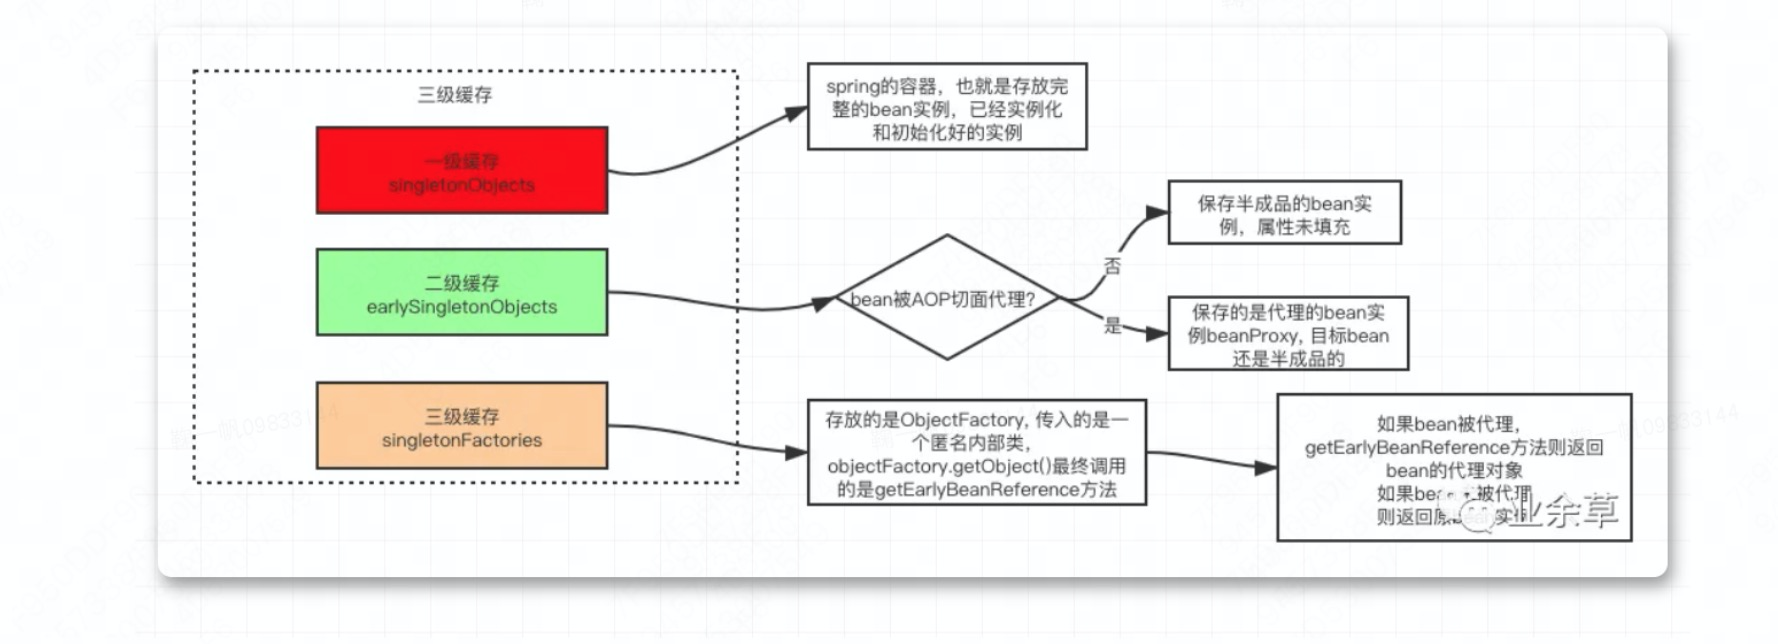 三级缓存
一级缓存
singletonObjects
spring的容器，也就是存放完
整的bean实例，已经实例化
和初始化好的实例
二级缓存
earlySingletonObjects
bean被AOP切面代理?
否
保存半成品的bean实
例，属性未填充
是
保存的是代理的bean实
例beanProxy, 目标bean
还是半成品的
三级缓存
singletonFactories
存放的是ObjectFactory, 传入的是一
个匿名内部类，
objectFactory.getObject()最终调用
的是getEarlyBeanReference方法
如果bean被代理，
getEarlyBeanReference方法则返回
bean的代理对象
如果be 被代理
则返回原 实例
业余草
09833144
09833144